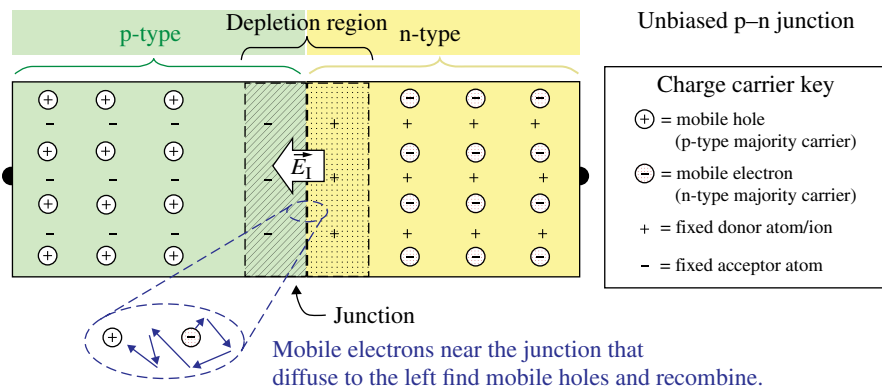 Depletion region
Unbiased p–n junction
p-type
n-type
Charge carrier key
+ = mobile hole
(p-type majority carrier)
− = mobile electron
(n-type majority carrier)
+ = fixed donor atom/ion
− = fixed acceptor atom
E_I
Junction
Mobile electrons near the junction that
diffuse to the left find mobile holes and recombine.